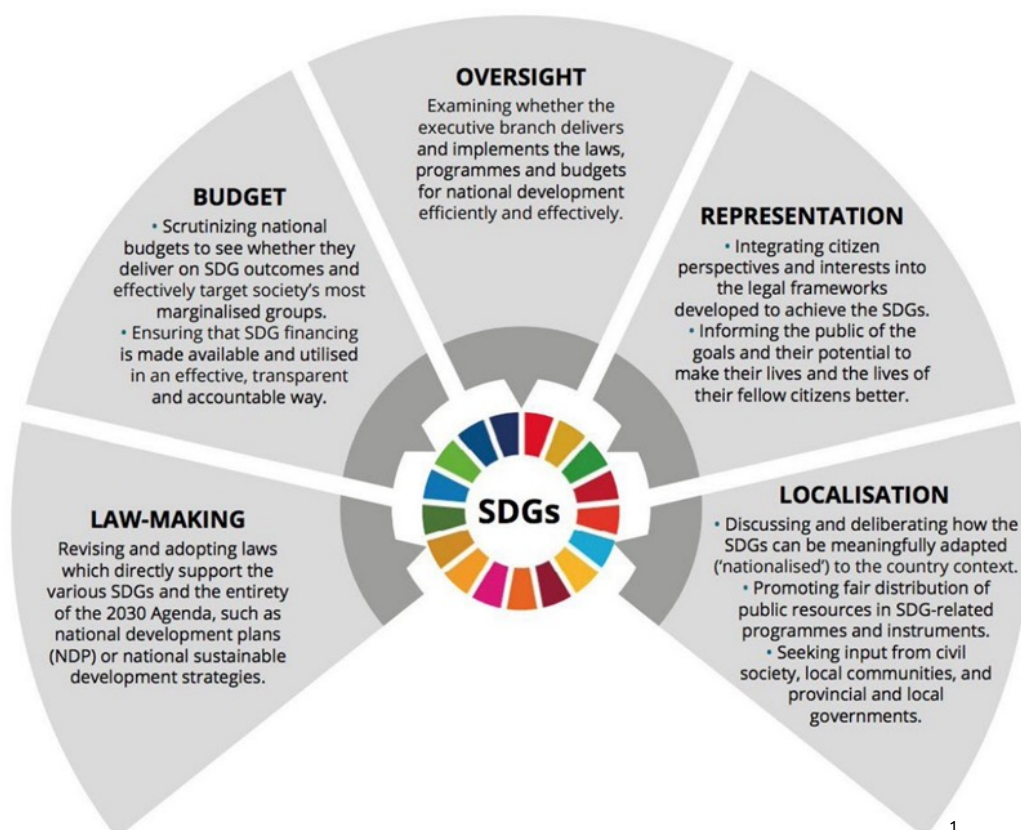 OVERSIGHT
Examining whether the
executive branch delivers
and implements the laws,
programmes and budgets
for national development
efficiently and effectively.
BUDGET
• Scrutinizing national
budgets to see whether they
deliver on SDG outcomes and
effectively target society's most
marginalised groups.
• Ensuring that SDG financing
is made available and utilised
in an effective, transparent
and accountable way.
REPRESENTATION
• Integrating citizen
perspectives and interests into
the legal frameworks
developed to achieve the SDGs.
• Informing the public of the
goals and their potential to
make their lives and the lives of
their fellow citizens better.
LAW-MAKING
Revising and adopting laws
which directly support the
various SDGs and the entirety
of the 2030 Agenda, such as
national development plans
(NDP) or national sustainable
development strategies.
SDGs
LOCALISATION
• Discussing and deliberating how the
SDGs can be meaningfully adapted
('nationalised') to the country context.
• Promoting fair distribution of
public resources in SDG-related
programmes and instruments.
• Seeking input from civil
society, local communities, and
provincial and local
governments.
1